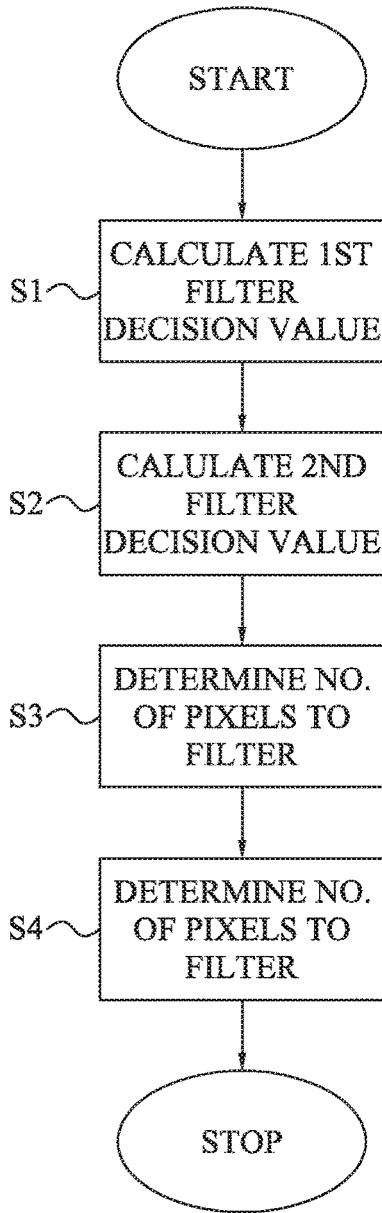 START
CALCULATE 1ST
S1
FILTER
DECISION VALUE
CALULATE 2ND
S2
FILTER
DECISION VALUE
DETERMINE NO.
S3
OF PIXELS TO
FILTER
DETERMINE NO.
S4
OF PIXELS TO
FILTER
STOP